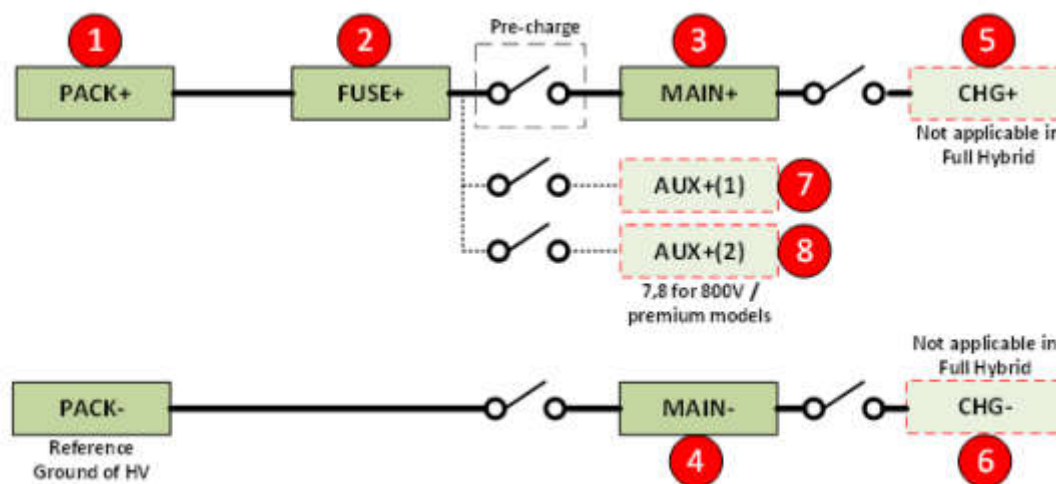 Pre-charge
1
2
3
5
PACK+
FUSE+
MAIN+
CHG+
Not applicable in
Full Hybrid
AUX+(1)
7
AUX+(2)
8
7,8 for 800V /
premium models
Not applicable in
Full Hybrid
PACK-
MAIN-
CHG-
Reference
Ground of HV
4
6